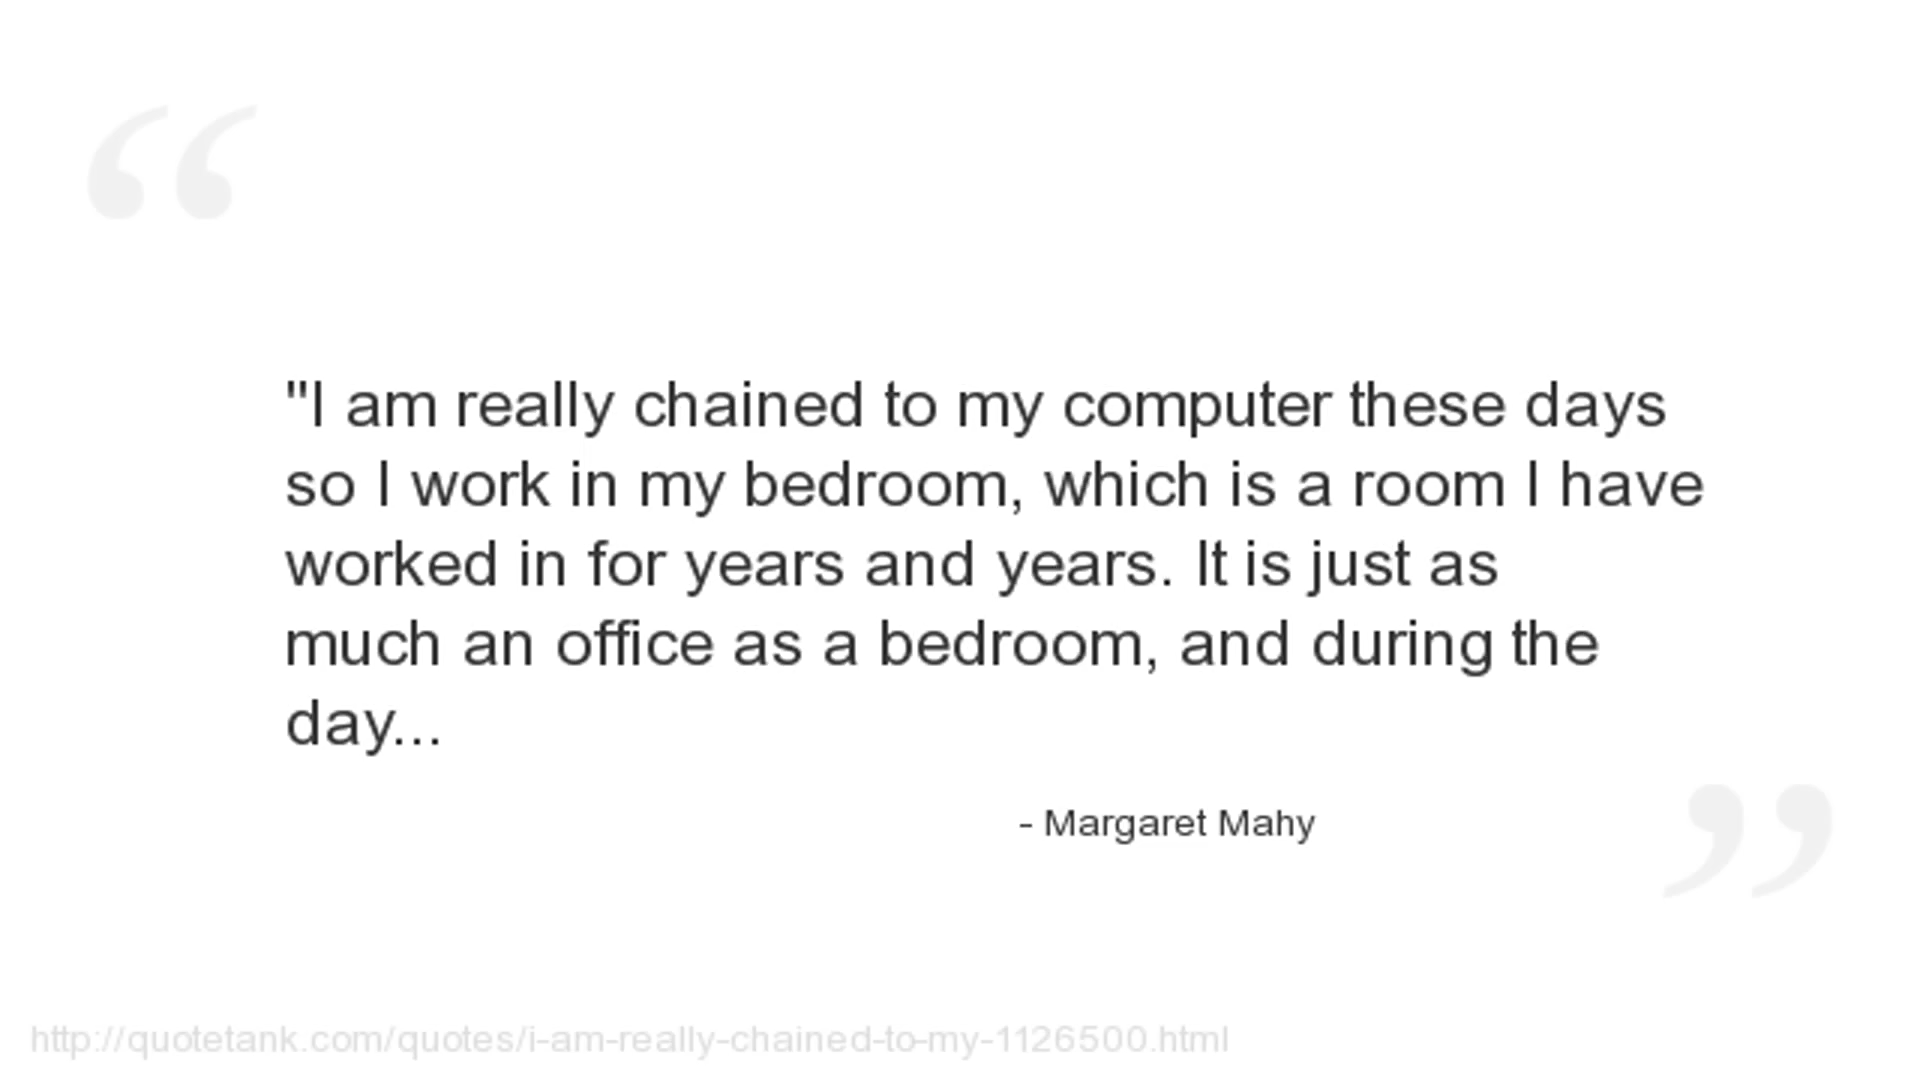 "I am really chained to my computer these days
so I work in my bedroom, which is a room I have
worked in for years and years. It is just as
much an office as a bedroom, and during the
day...
- Margaret Mahy
http://quotetank.com/quotes/i-am-really-chained-to-my-1126500.html